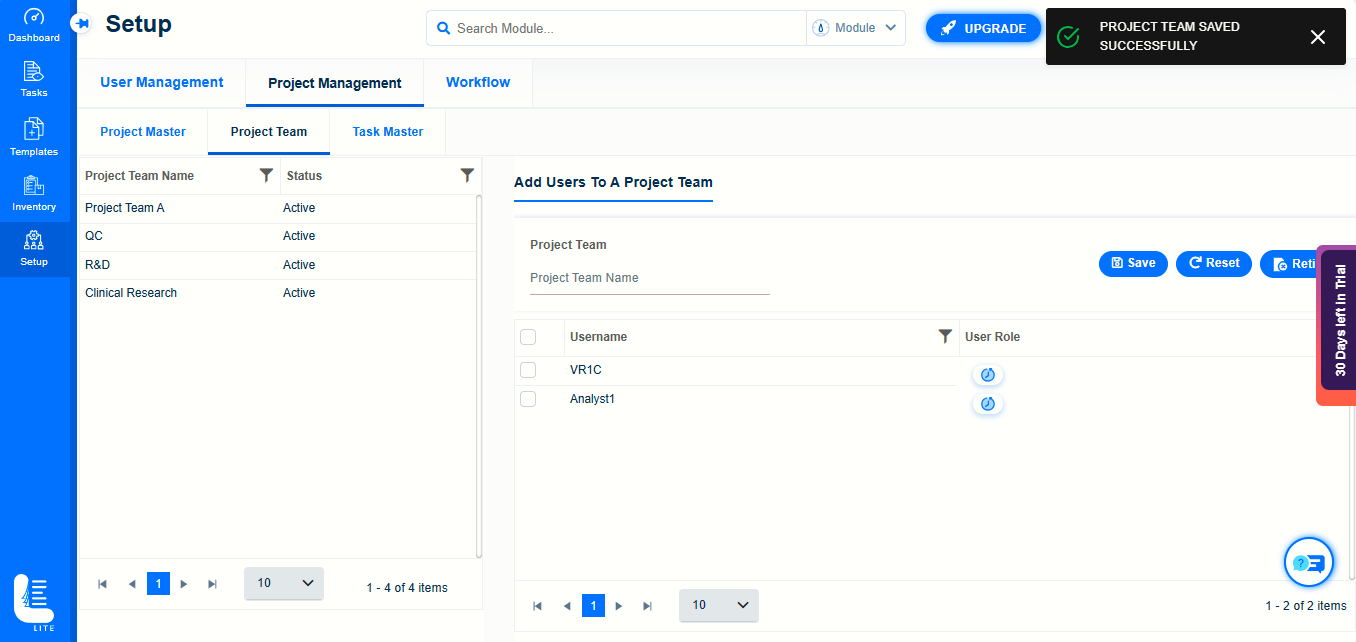 Setup
Search Module...
Module
UPGRADE
PROJECT TEAM SAVED
SUCCESSFULLY
Dashboard
Tasks
Templates
Inventory
Setup
LITE
User Management
Project Management
Workflow
Project Master
Project Team
Task Master
Project Team Name
Status
Project Team A
Active
QC
Active
R&D
Active
Clinical Research
Active
1
10
1 - 4 of 4 items
Add Users To A Project Team
Project Team
Project Team Name
Save
Reset
Reti
30 Days left in Trial
Username
User Role
VR1C
Analyst1
1
10
1 - 2 of 2 items